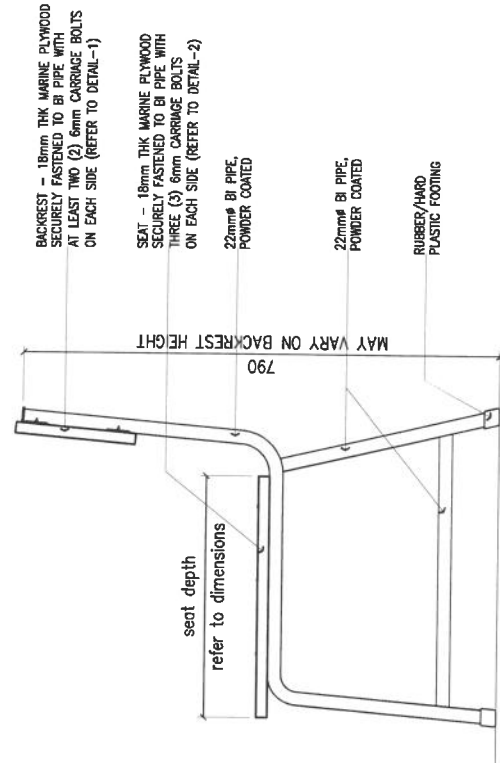 BACKREST – 18mm THK MARINE PLYWOOD
SECURELY FASTENED TO BI PIPE WITH
AT LEAST TWO (2) 6mm CARRIAGE BOLTS
ON EACH SIDE (REFER TO DETAIL-1)
SEAT – 18mm THK MARINE PLYWOOD
SECURELY FASTENED TO BI PIPE WITH
THREE (3) 6mm CARRIAGE BOLTS
ON EACH SIDE (REFER TO DETAIL-2)
22mmø BI PIPE,
POWDER COATED
22mmø BI PIPE,
POWDER COATED
RUBBER/HARD
PLASTIC FOOTING
790
MAY VARY ON BACKREST HEIGHT
seat depth
refer to dimensions